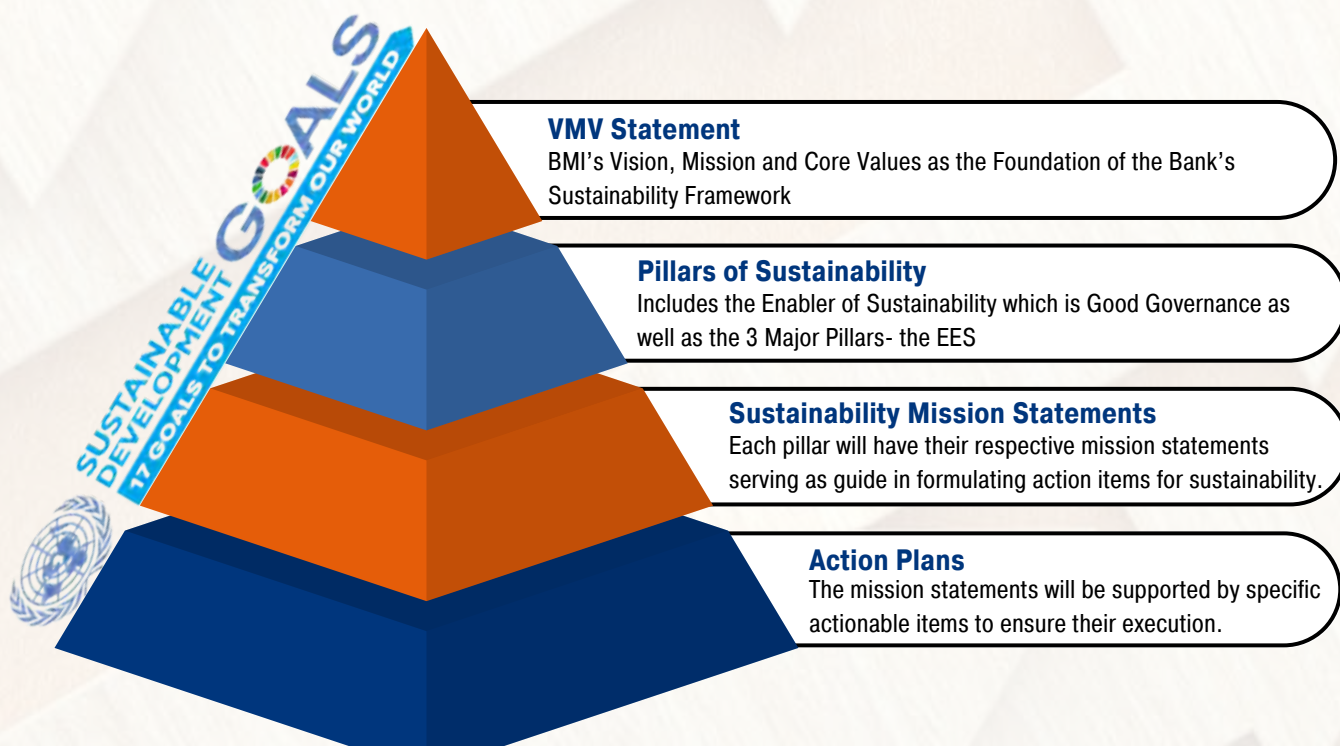 SUSTAINABLE
DEVELOPMENT
GOALS
17 GOALS TO TRANSFORM OUR WORLD
VMV Statement
BMI’s Vision, Mission and Core Values as the Foundation of the Bank’s
Sustainability Framework
Pillars of Sustainability
Includes the Enabler of Sustainability which is Good Governance as
well as the 3 Major Pillars- the EES
Sustainability Mission Statements
Each pillar will have their respective mission statements
serving as guide in formulating action items for sustainability.
Action Plans
The mission statements will be supported by specific
actionable items to ensure their execution.